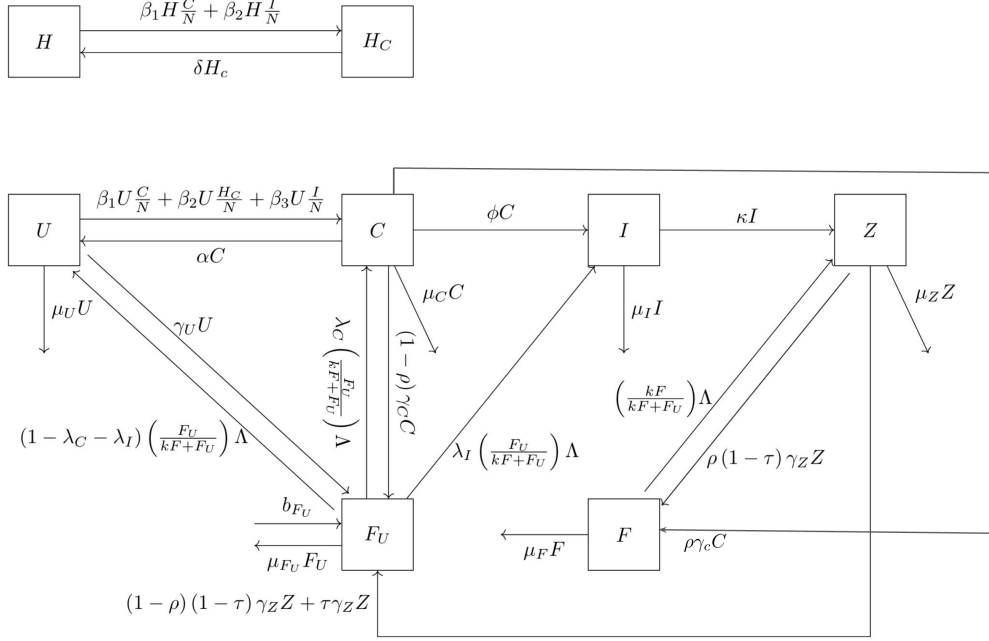 β₁H C/N + β₂H I/N
H
H_C
δH_c
β₁U C/N + β₂U H_C/N + β₃U I/N
U
C
ϕC
I
κI
Z
αC
μ_U U
γ_U U
λ_C (F_U/(kF+F_U)) Λ
(1−ρ) γ_C C
μ_C C
μ_I I
μ_Z Z
(kF/(kF+F_U)) Λ
(1 − λ_C − λ_I) (F_U/(kF+F_U)) Λ
λ_I (F_U/(kF+F_U)) Λ
ρ (1 − τ) γ_Z Z
b_{F_U}
F_U
μ_{F_U} F_U
μ_F F
F
ργ_c C
(1 − ρ) (1 − τ) γ_Z Z + τγ_Z Z